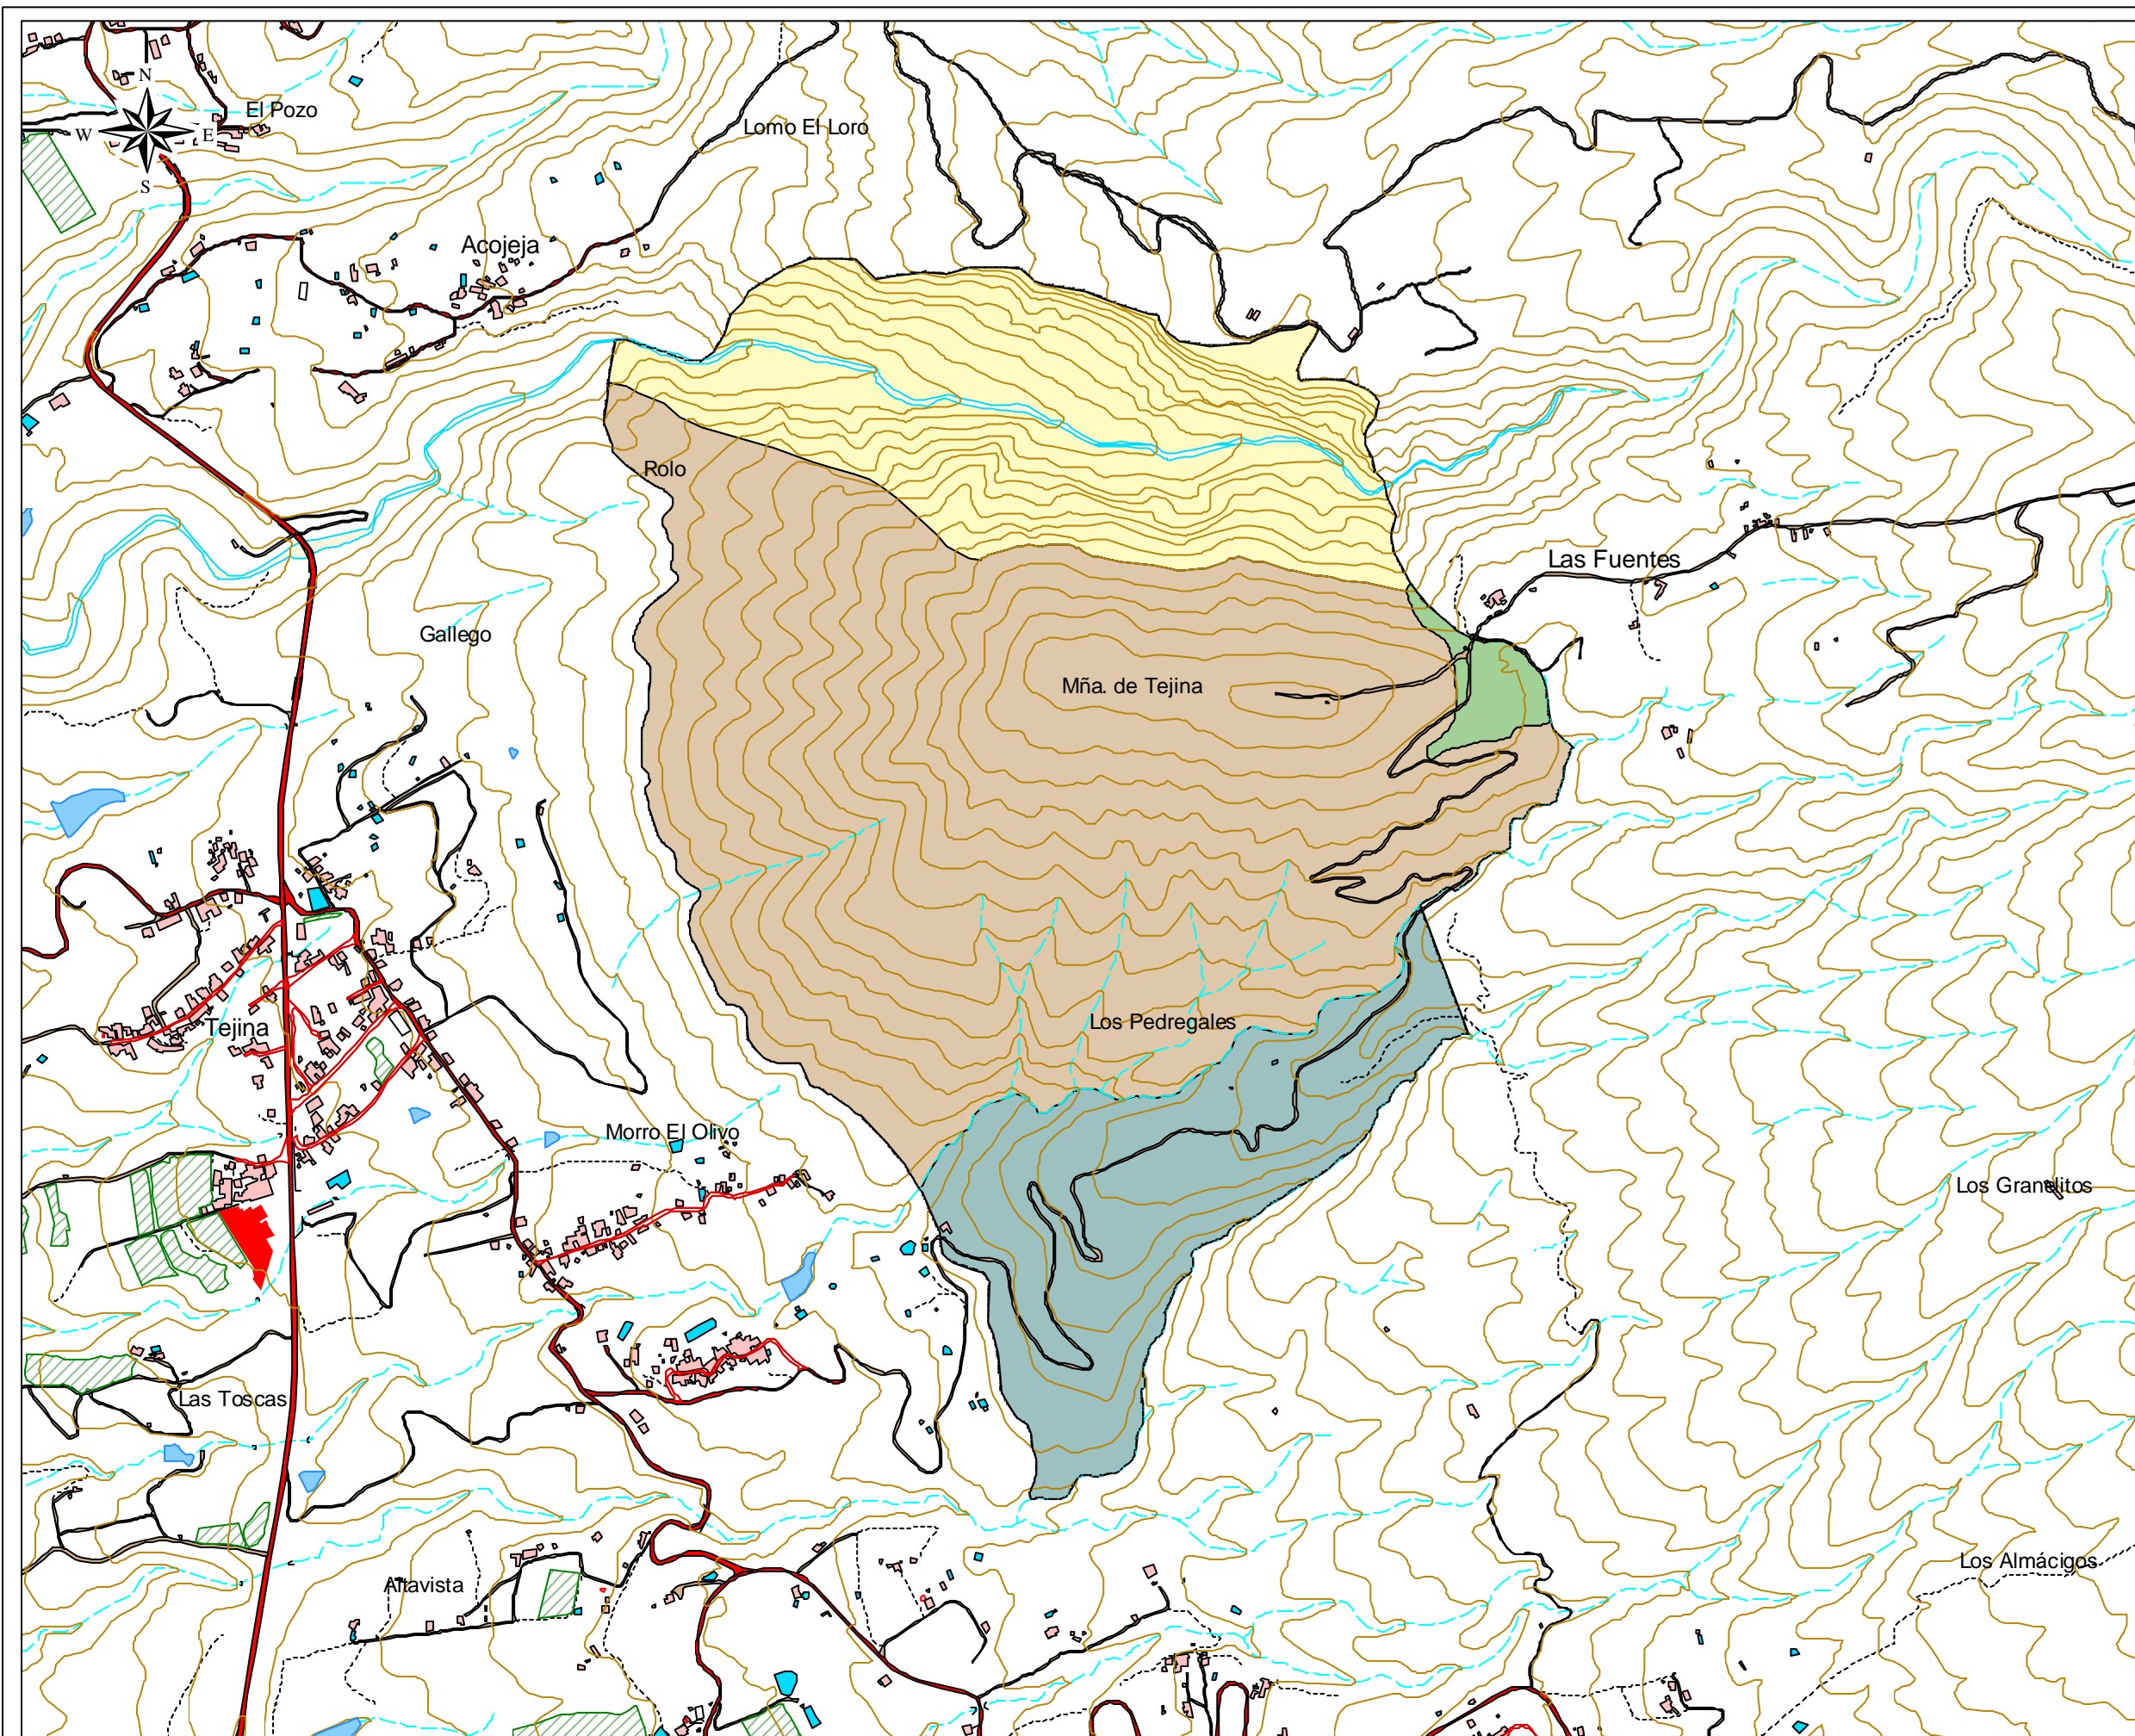 N
El Pozo
W
E
Lomo El Loro
S
Acojeja
Rolo
Las Fuentes
Gallego
Mña. de Tejina
Los Pedregales
Tejina
Morro El Olivo
Los Granelitos
Las Toscas
Los Almácigos
Altavista